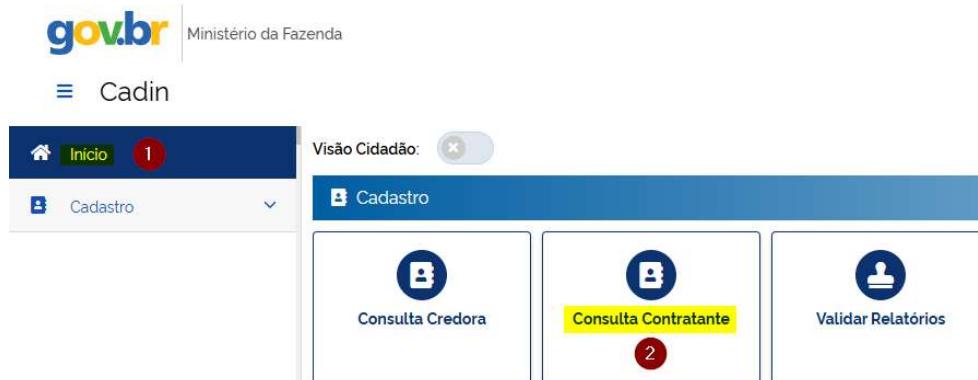 gov.br
Ministério da Fazenda
Cadin
Início 1
Visão Cidadão:
Cadastro
Cadastro
Consulta Credora
Consulta Contratante
Validar Relatórios
2